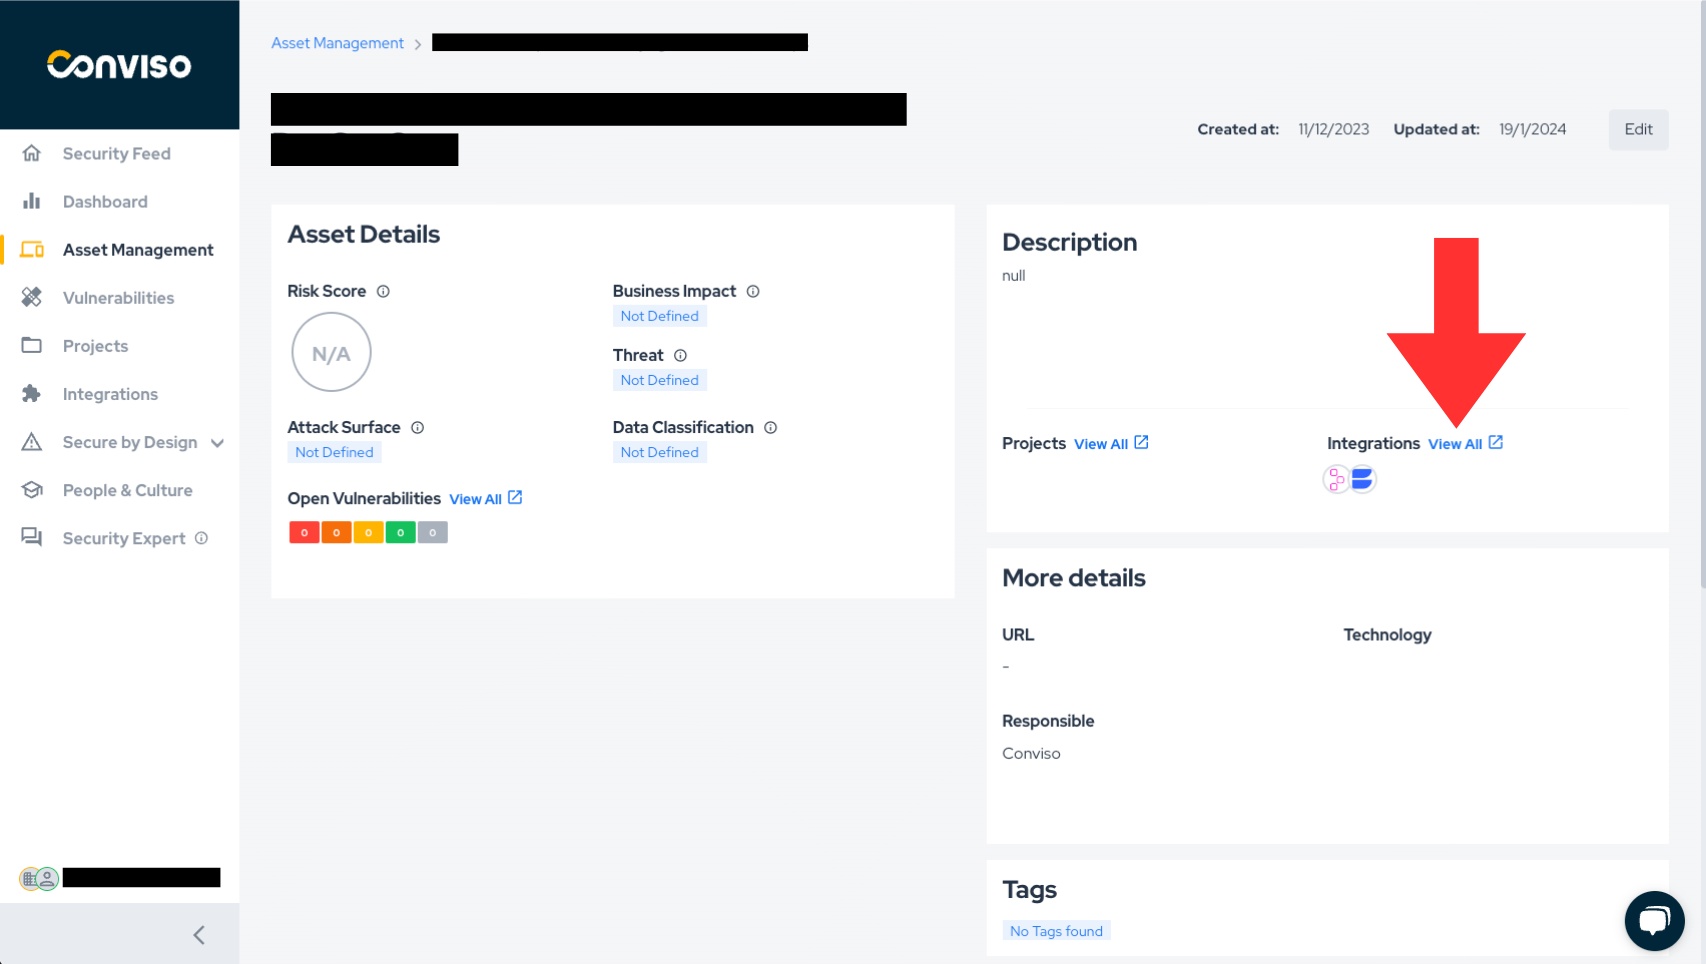 CONVISO
Security Feed
Dashboard
Asset Management
Vulnerabilities
Projects
Integrations
Secure by Design
People & Culture
Security Expert
Asset Management >
Created at: 11/12/2023 Updated at: 19/1/2024 Edit
Asset Details
Risk Score
N/A
Business Impact
Not Defined
Threat
Not Defined
Attack Surface
Not Defined
Data Classification
Not Defined
Open Vulnerabilities View All
0 0 0 0 0
Description
null
Projects View All
Integrations View All
More details
URL
-
Technology
Responsible
Conviso
Tags
No Tags found